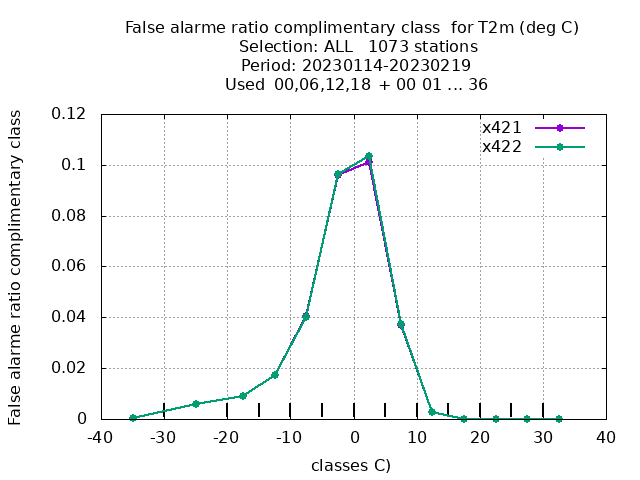 False alarme ratio complimentary class  for T2m (deg C)
Selection: ALL   1073 stations
Period: 20230114-20230219
Used  00,06,12,18  + 00 01 ... 36
False alarme ratio complimentary class
x421
x422
0.12
0.1
0.08
0.06
0.04
0.02
0
-40 -30 -20 -10 0 10 20 30 40
classes C)